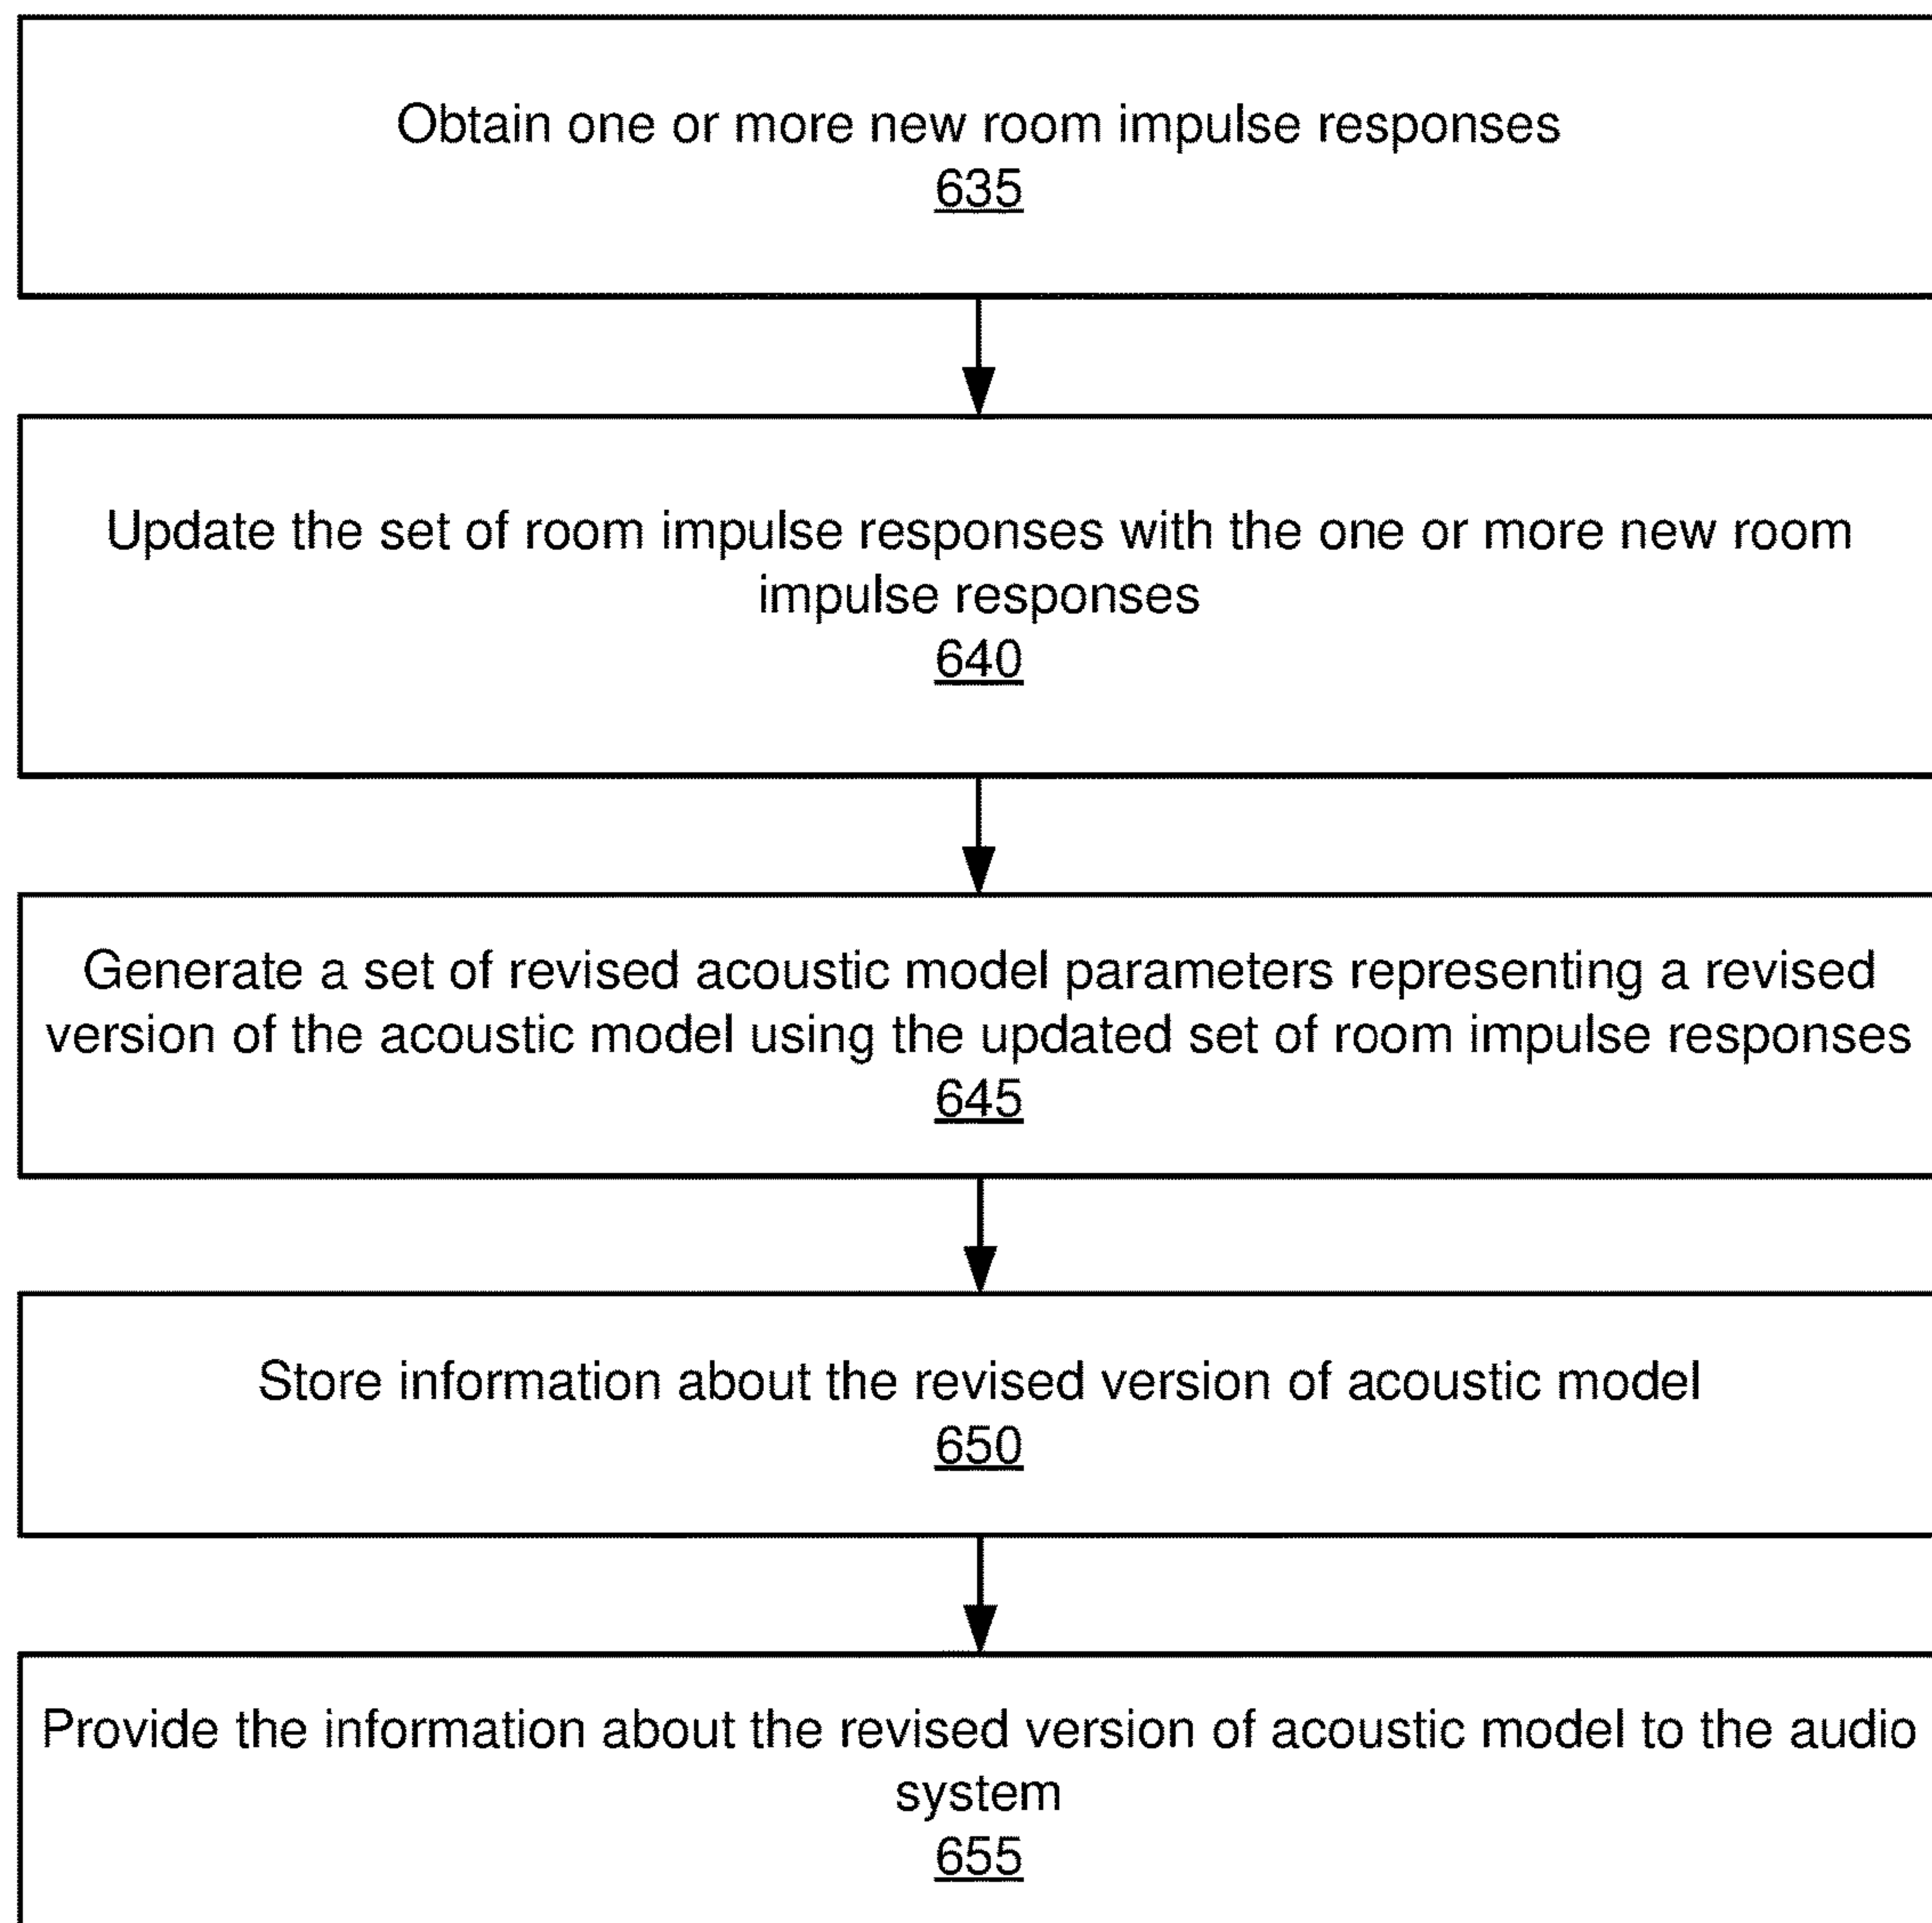 Obtain one or more new room impulse responses
635
Update the set of room impulse responses with the one or more new room
impulse responses
640
Generate a set of revised acoustic model parameters representing a revised
version of the acoustic model using the updated set of room impulse responses
645
Store information about the revised version of acoustic model
650
Provide the information about the revised version of acoustic model to the audio
system
655